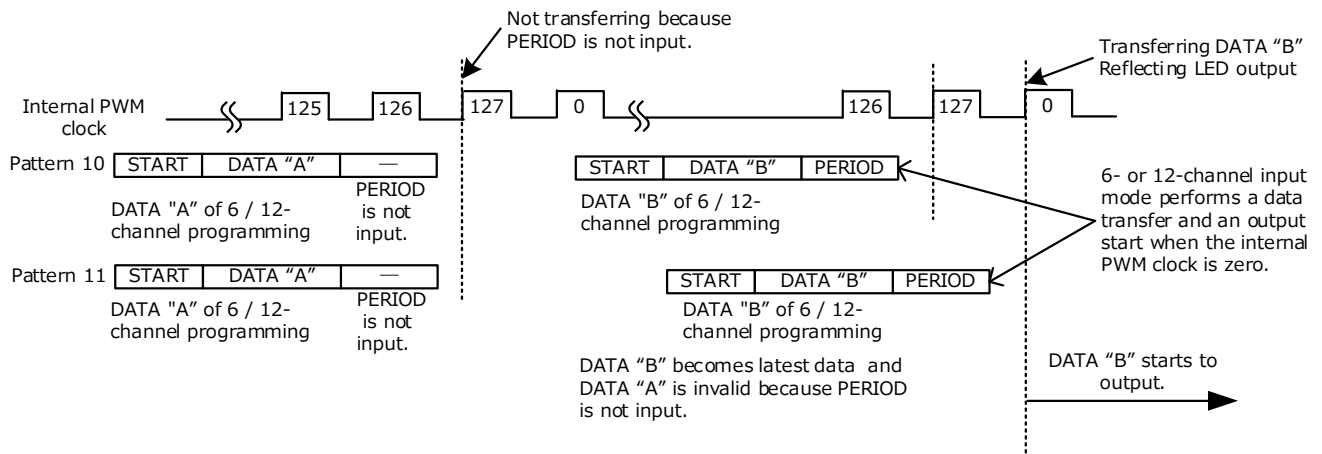 Not transferring because
PERIOD is not input.
Transferring DATA “B”
Reflecting LED output
Internal PWM
clock
125
126
127
0
126
127
0
Pattern 10
START
DATA “A”
—
START
DATA “B”
PERIOD
PERIOD
is not
input.
DATA "A” of 6 / 12-
channel programming
DATA "B” of 6 / 12-
channel programming
6- or 12-channel input
mode performs a data
transfer and an output
start when the internal
PWM clock is zero.
Pattern 11
START
DATA “A”
—
START
DATA “B”
PERIOD
PERIOD
is not
input.
DATA "A” of 6 / 12-
channel programming
DATA "B” of 6 / 12-
channel programming
DATA “B” becomes latest data and
DATA “A” is invalid because PERIOD
is not input.
DATA “B” starts to
output.